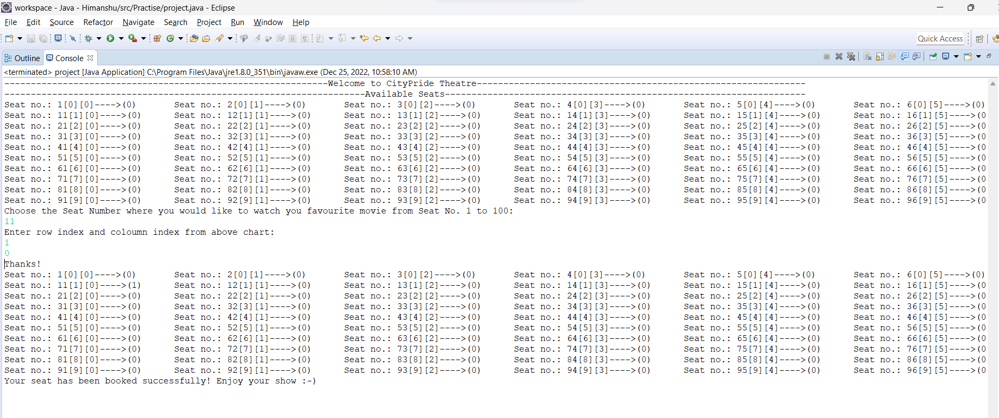 workspace - Java - Himanshu/src/Practise/project.java - Eclipse
File Edit Source Refactor Navigate Search Project Run Window Help
Quick Access
Outline Console
<terminated> project [Java Application] C:\Program Files\Java\jre1.8.0_351\bin\javaw.exe (Dec 25, 2022, 10:58:10 AM)
-------------------------------------------------------------Welcome to CityPride Theatre--------------------------------------------------------------
--------------------------------------------------------------------Available Seats--------------------------------------------------------------------
Seat no.: 1[0][0]---->(0) Seat no.: 2[0][1]---->(0) Seat no.: 3[0][2]---->(0) Seat no.: 4[0][3]---->(0) Seat no.: 5[0][4]---->(0) Seat no.: 6[0][5]---->(0)
Seat no.: 11[1][0]---->(0) Seat no.: 12[1][1]---->(0) Seat no.: 13[1][2]---->(0) Seat no.: 14[1][3]---->(0) Seat no.: 15[1][4]---->(0) Seat no.: 16[1][5]---->(0
Seat no.: 21[2][0]---->(0) Seat no.: 22[2][1]---->(0) Seat no.: 23[2][2]---->(0) Seat no.: 24[2][3]---->(0) Seat no.: 25[2][4]---->(0) Seat no.: 26[2][5]---->(0
Seat no.: 31[3][0]---->(0) Seat no.: 32[3][1]---->(0) Seat no.: 33[3][2]---->(0) Seat no.: 34[3][3]---->(0) Seat no.: 35[3][4]---->(0) Seat no.: 36[3][5]---->(0
Seat no.: 41[4][0]---->(0) Seat no.: 42[4][1]---->(0) Seat no.: 43[4][2]---->(0) Seat no.: 44[4][3]---->(0) Seat no.: 45[4][4]---->(0) Seat no.: 46[4][5]---->(0
Seat no.: 51[5][0]---->(0) Seat no.: 52[5][1]---->(0) Seat no.: 53[5][2]---->(0) Seat no.: 54[5][3]---->(0) Seat no.: 55[5][4]---->(0) Seat no.: 56[5][5]---->(0
Seat no.: 61[6][0]---->(0) Seat no.: 62[6][1]---->(0) Seat no.: 63[6][2]---->(0) Seat no.: 64[6][3]---->(0) Seat no.: 65[6][4]---->(0) Seat no.: 66[6][5]---->(0
Seat no.: 71[7][0]---->(0) Seat no.: 72[7][1]---->(0) Seat no.: 73[7][2]---->(0) Seat no.: 74[7][3]---->(0) Seat no.: 75[7][4]---->(0) Seat no.: 76[7][5]---->(0
Seat no.: 81[8][0]---->(0) Seat no.: 82[8][1]---->(0) Seat no.: 83[8][2]---->(0) Seat no.: 84[8][3]---->(0) Seat no.: 85[8][4]---->(0) Seat no.: 86[8][5]---->(0
Seat no.: 91[9][0]---->(0) Seat no.: 92[9][1]---->(0) Seat no.: 93[9][2]---->(0) Seat no.: 94[9][3]---->(0) Seat no.: 95[9][4]---->(0) Seat no.: 96[9][5]---->(0
Choose the Seat Number where you would like to watch you favourite movie from Seat No. 1 to 100:
11
Enter row index and coloumn index from above chart:
1
0
Thanks!
Seat no.: 1[0][0]---->(0) Seat no.: 2[0][1]---->(0) Seat no.: 3[0][2]---->(0) Seat no.: 4[0][3]---->(0) Seat no.: 5[0][4]---->(0) Seat no.: 6[0][5]---->(0)
Seat no.: 11[1][0]---->(1) Seat no.: 12[1][1]---->(0) Seat no.: 13[1][2]---->(0) Seat no.: 14[1][3]---->(0) Seat no.: 15[1][4]---->(0) Seat no.: 16[1][5]---->(0
Seat no.: 21[2][0]---->(0) Seat no.: 22[2][1]---->(0) Seat no.: 23[2][2]---->(0) Seat no.: 24[2][3]---->(0) Seat no.: 25[2][4]---->(0) Seat no.: 26[2][5]---->(0
Seat no.: 31[3][0]---->(0) Seat no.: 32[3][1]---->(0) Seat no.: 33[3][2]---->(0) Seat no.: 34[3][3]---->(0) Seat no.: 35[3][4]---->(0) Seat no.: 36[3][5]---->(0
Seat no.: 41[4][0]---->(0) Seat no.: 42[4][1]---->(0) Seat no.: 43[4][2]---->(0) Seat no.: 44[4][3]---->(0) Seat no.: 45[4][4]---->(0) Seat no.: 46[4][5]---->(0
Seat no.: 51[5][0]---->(0) Seat no.: 52[5][1]---->(0) Seat no.: 53[5][2]---->(0) Seat no.: 54[5][3]---->(0) Seat no.: 55[5][4]---->(0) Seat no.: 56[5][5]---->(0
Seat no.: 61[6][0]---->(0) Seat no.: 62[6][1]---->(0) Seat no.: 63[6][2]---->(0) Seat no.: 64[6][3]---->(0) Seat no.: 65[6][4]---->(0) Seat no.: 66[6][5]---->(0
Seat no.: 71[7][0]---->(0) Seat no.: 72[7][1]---->(0) Seat no.: 73[7][2]---->(0) Seat no.: 74[7][3]---->(0) Seat no.: 75[7][4]---->(0) Seat no.: 76[7][5]---->(0
Seat no.: 81[8][0]---->(0) Seat no.: 82[8][1]---->(0) Seat no.: 83[8][2]---->(0) Seat no.: 84[8][3]---->(0) Seat no.: 85[8][4]---->(0) Seat no.: 86[8][5]---->(0
Seat no.: 91[9][0]---->(0) Seat no.: 92[9][1]---->(0) Seat no.: 93[9][2]---->(0) Seat no.: 94[9][3]---->(0) Seat no.: 95[9][4]---->(0) Seat no.: 96[9][5]---->(0
Your seat has been booked successfully! Enjoy your show :-)